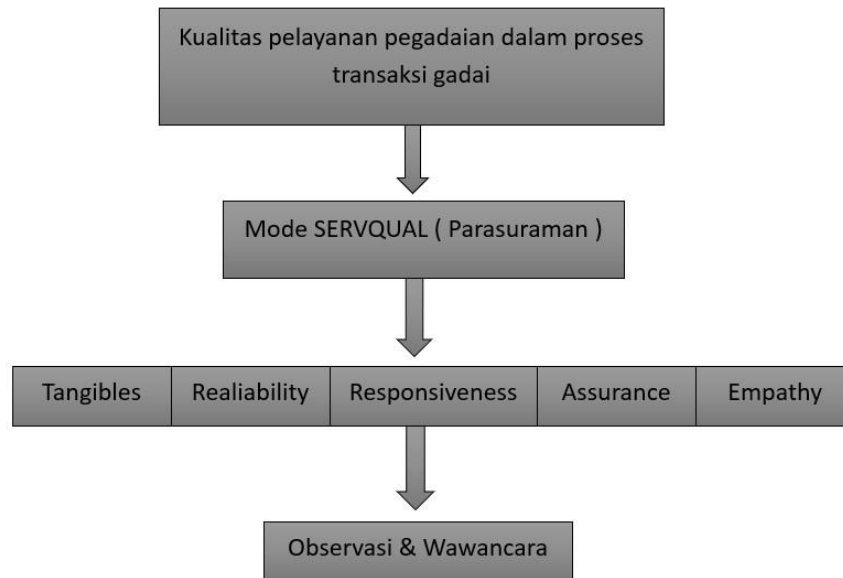 Kualitas pelayanan pegadaian dalam proses
transaksi gadai
Mode SERVQUAL ( Parasuraman )
Tangibles
Realiability
Responsiveness
Assurance
Empathy
Observasi & Wawancara